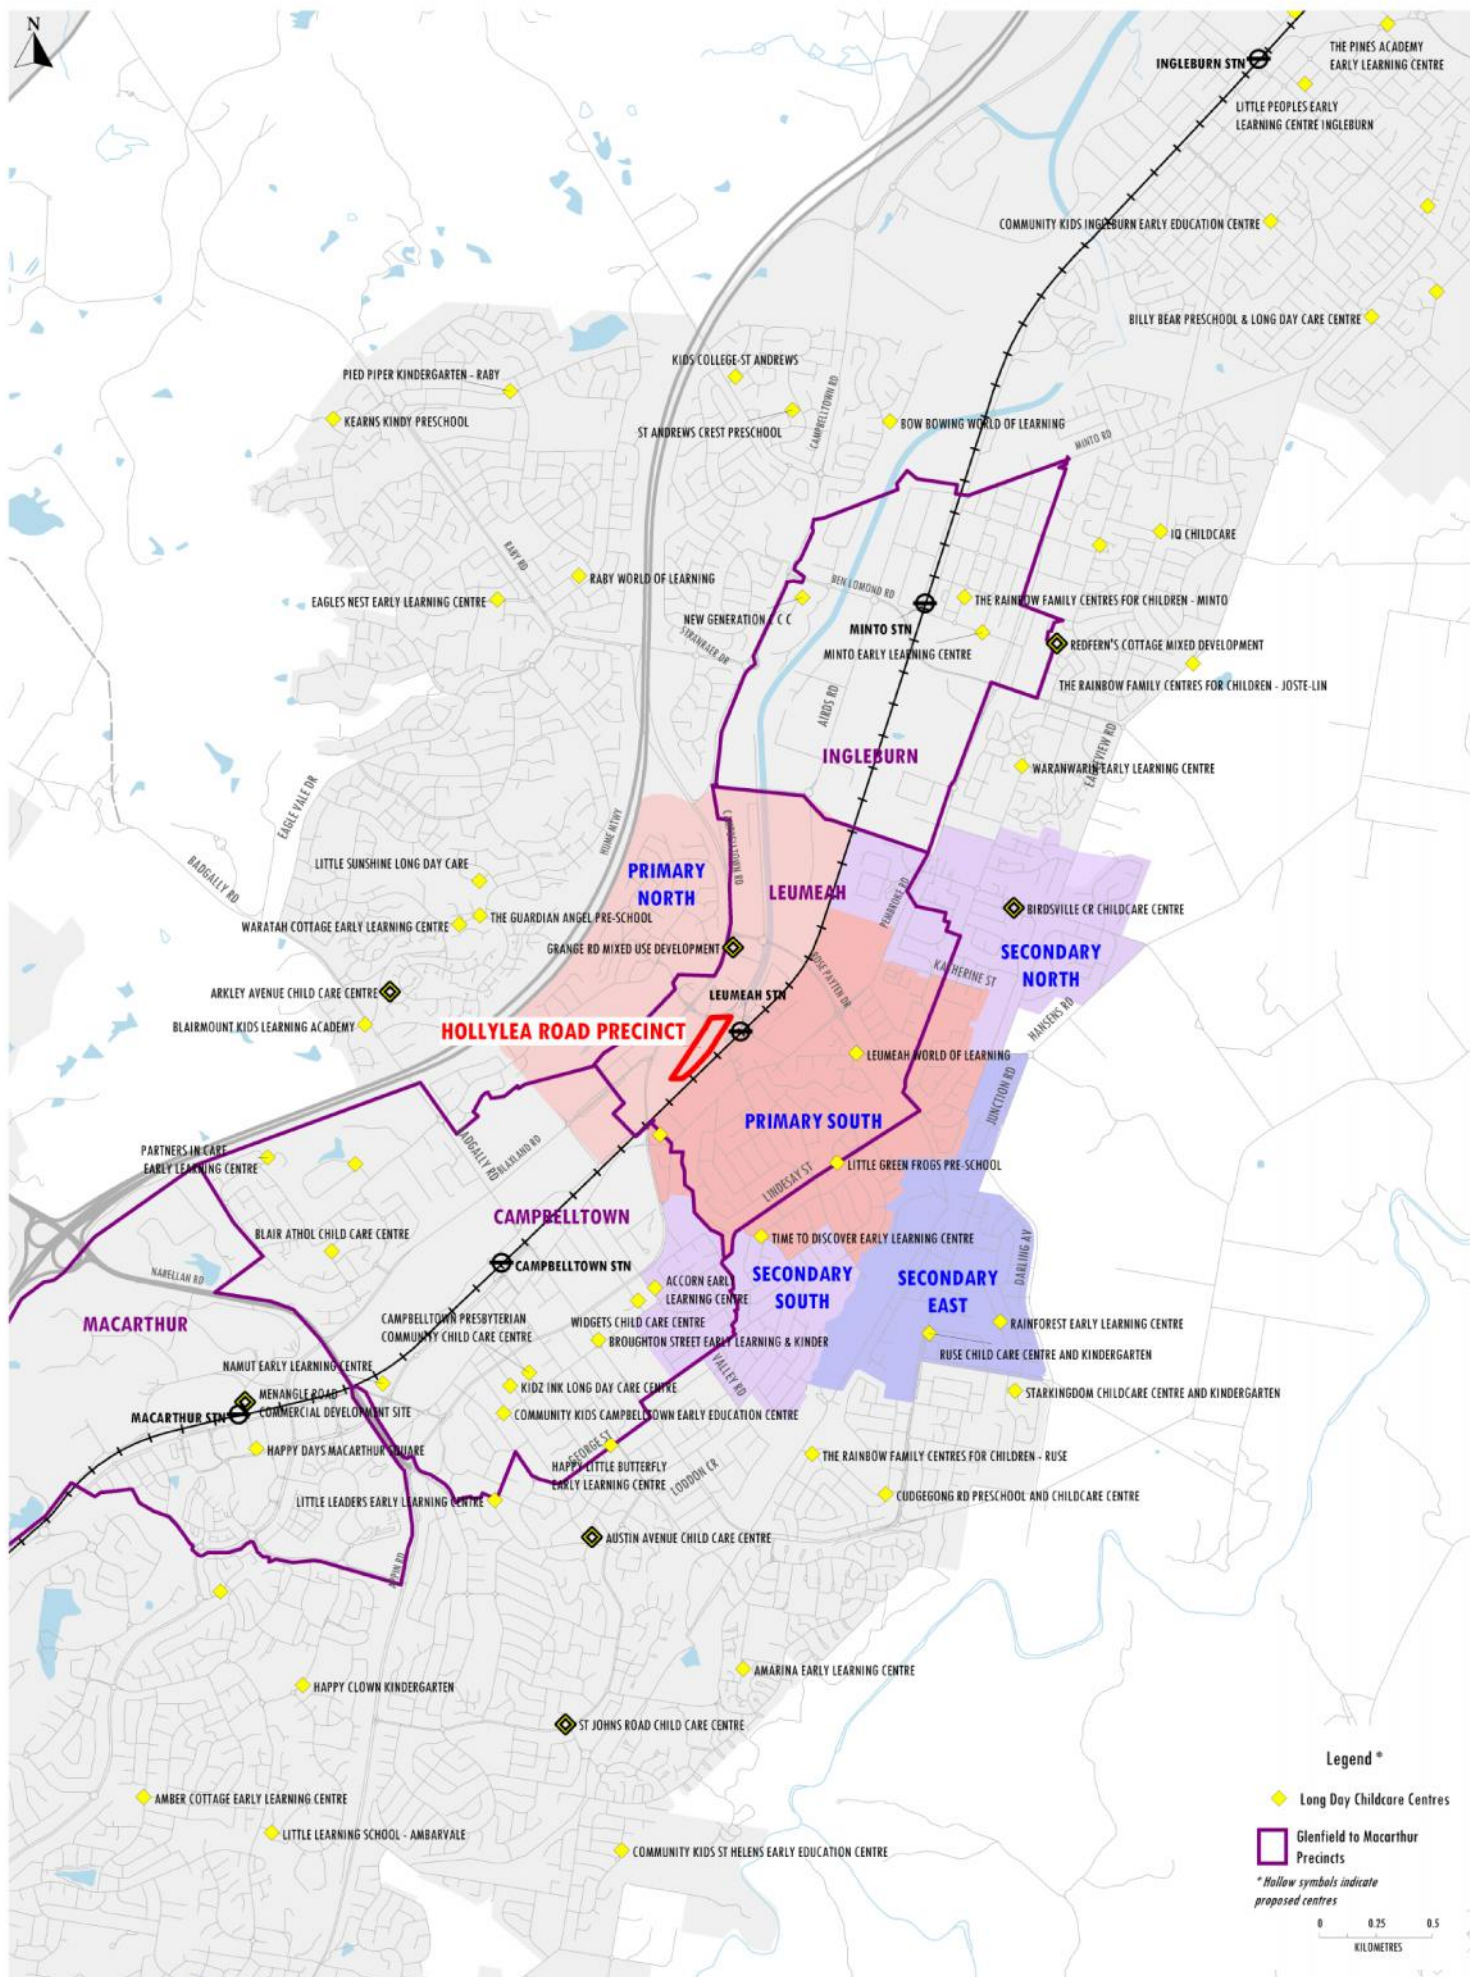 N
INGLEBURN STN
THE PINES ACADEMY
EARLY LEARNING CENTRE
LITTLE PEOPLES EARLY
LEARNING CENTRE INGLEBURN
COMMUNITY KIDS INGLEBURN EARLY EDUCATION CENTRE
BILLY BEAR PRESCHOOL & LONG DAY CARE CENTRE
KIDS COLLEGE-ST ANDREWS
PIED PIPER KINDERGARTEN - RABY
KEARNS KINDY PRESCHOOL
ST ANDREWS CREST PRESCHOOL
CAMPBELLTOWN RD
BOW BOWING WORLD OF LEARNING
MINTO RD
IQ CHILDCARE
RABY RD
RABY WORLD OF LEARNING
BEN LOMOND RD
EAGLES NEST EARLY LEARNING CENTRE
THE RAINBOW FAMILY CENTRES FOR CHILDREN - MINTO
NEW GENERATION C C C
MINTO STN
STRANRAER DR
MINTO EARLY LEARNING CENTRE
REDFERN'S COTTAGE MIXED DEVELOPMENT
THE RAINBOW FAMILY CENTRES FOR CHILDREN - JOSTE-LIN
AIRDS RD
INGLEBURN
EAGLEVIEW RD
WARANWARIN EARLY LEARNING CENTRE
EAGLE VALE DR
HUME MTWY
CAMPBELLTOWN RD
BADGALLY RD
LITTLE SUNSHINE LONG DAY CARE
PRIMARY
NORTH
LEUMEAH
PEMBROKE RD
BIRDSVILLE CR CHILDCARE CENTRE
THE GUARDIAN ANGEL PRE-SCHOOL
WARATAH COTTAGE EARLY LEARNING CENTRE
GRANGE RD MIXED USE DEVELOPMENT
SECONDARY
NORTH
KATHERINE ST
ROSE PAYTEN DR
ARKLEY AVENUE CHILD CARE CENTRE
LEUMEAH STN
HANSENS RD
BLAIRMOUNT KIDS LEARNING ACADEMY
HOLLYLEA ROAD PRECINCT
LEUMEAH WORLD OF LEARNING
JUNCTION RD
PRIMARY SOUTH
BADGALLY RD
BLAXLAND RD
PARTNERS IN CARE
EARLY LEARNING CENTRE
LITTLE GREEN FROGS PRE-SCHOOL
LINDESAY ST
CAMPBELLTOWN
BLAIR ATHOL CHILD CARE CENTRE
TIME TO DISCOVER EARLY LEARNING CENTRE
DARLING AV
CAMPBELLTOWN STN
NARELLAN RD
SECONDARY
SOUTH
SECONDARY
EAST
ACCORN EARLY
LEARNING CENTRE
MACARTHUR
CAMPBELLTOWN PRESBYTERIAN
COMMUNITY CHILD CARE CENTRE
WIDGETS CHILD CARE CENTRE
RAINFOREST EARLY LEARNING CENTRE
BROUGHTON STREET EARLY LEARNING & KINDER
RUSE CHILD CARE CENTRE AND KINDERGARTEN
VALLEY RD
NAMUT EARLY LEARNING CENTRE
KIDZ INK LONG DAY CARE CENTRE
MENANGLE ROAD
COMMERCIAL DEVELOPMENT SITE
STARKINGDOM CHILDCARE CENTRE AND KINDERGARTEN
MACARTHUR STN
COMMUNITY KIDS CAMPBELLTOWN EARLY EDUCATION CENTRE
HAPPY DAYS MACARTHUR SQUARE
GEORGE ST
THE RAINBOW FAMILY CENTRES FOR CHILDREN - RUSE
HAPPY LITTLE BUTTERFLY
EARLY LEARNING CENTRE
LODDON CR
CUDGEGONG RD PRESCHOOL AND CHILDCARE CENTRE
LITTLE LEADERS EARLY LEARNING CENTRE
AUSTIN AVENUE CHILD CARE CENTRE
APPIN RD
AMARINA EARLY LEARNING CENTRE
HAPPY CLOWN KINDERGARTEN
ST JOHNS ROAD CHILD CARE CENTRE
AMBER COTTAGE EARLY LEARNING CENTRE
LITTLE LEARNING SCHOOL - AMBARVALE
COMMUNITY KIDS ST HELENS EARLY EDUCATION CENTRE
Legend *
Long Day Childcare Centres
Glenfield to Macarthur
Precincts
* Hollow symbols indicate
proposed centres
0 0.25 0.5
KILOMETRES